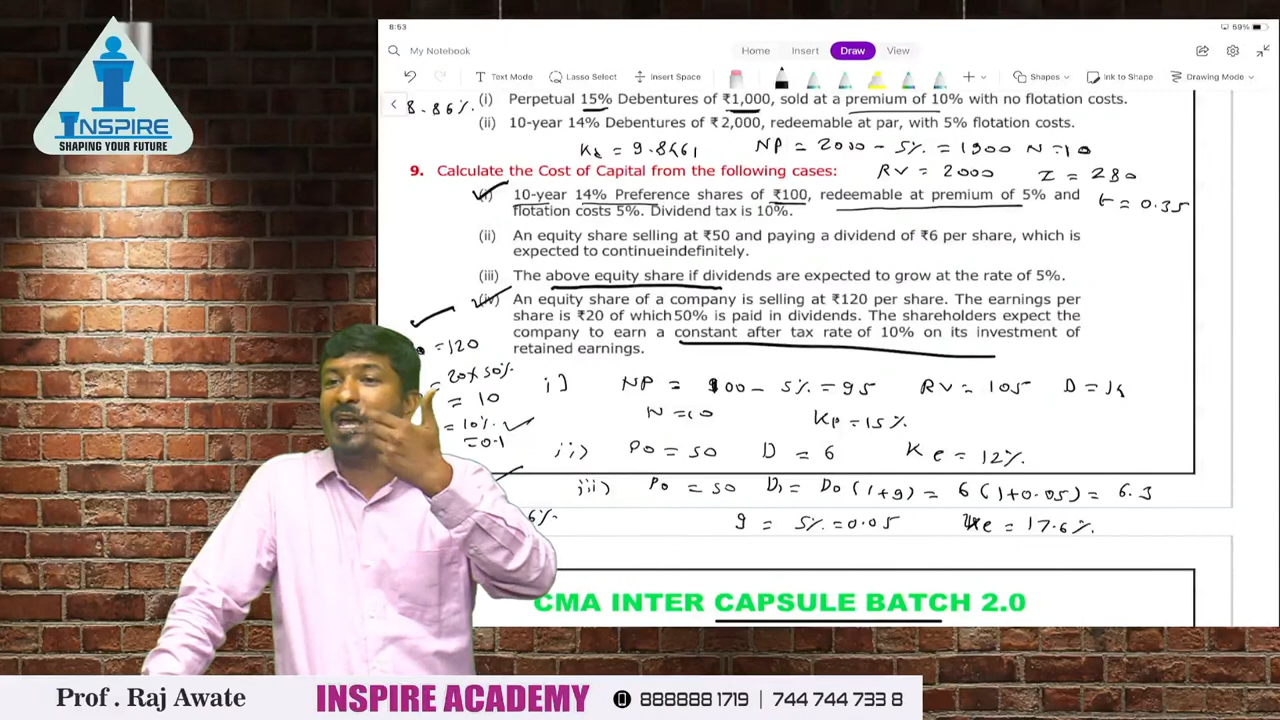 8:53
59%
My Notebook
Home Insert Draw View
Text Mode Lasso Select Insert Space Shapes Ink to Shape Drawing Mode
INSPIRE
SHAPING YOUR FUTURE
8.86%.
(i) Perpetual 15% Debentures of ₹1,000, sold at a premium of 10% with no flotation costs.
(ii) 10-year 14% Debentures of ₹2,000, redeemable at par, with 5% flotation costs.
NP = 2000 - 5% = 1900 N=10
9. Calculate the Cost of Capital from the following cases:
RV = 2000 I = 280
(i) 10-year 14% Preference shares of ₹100, redeemable at premium of 5% and
flotation costs 5%. Dividend tax is 10%.
t = 0.35
(ii) An equity share selling at ₹50 and paying a dividend of ₹6 per share, which is
expected to continueindefinitely.
(iii) The above equity share if dividends are expected to grow at the rate of 5%.
(iv) An equity share of a company is selling at ₹120 per share. The earnings per
share is ₹20 of which50% is paid in dividends. The shareholders expect the
company to earn a constant after tax rate of 10% on its investment of
retained earnings.
=120
20x50%.
= 10
= 10%.
=0.1
i) NP = 100 - 5% = 95 RV = 105 D = 14
N = 10 Kp = 15%
ii) Po = 50 D = 6 Ke = 12%.
iii) Po = 50 D1 = Do (1+g) = 6 (1+0.05) = 6.3
6%.
g = 5% = 0.05 Ke = 17.6%.
CMA INTER CAPSULE BATCH 2.0
Prof . Raj Awate INSPIRE ACADEMY 888888 1719 | 744 744 733 8